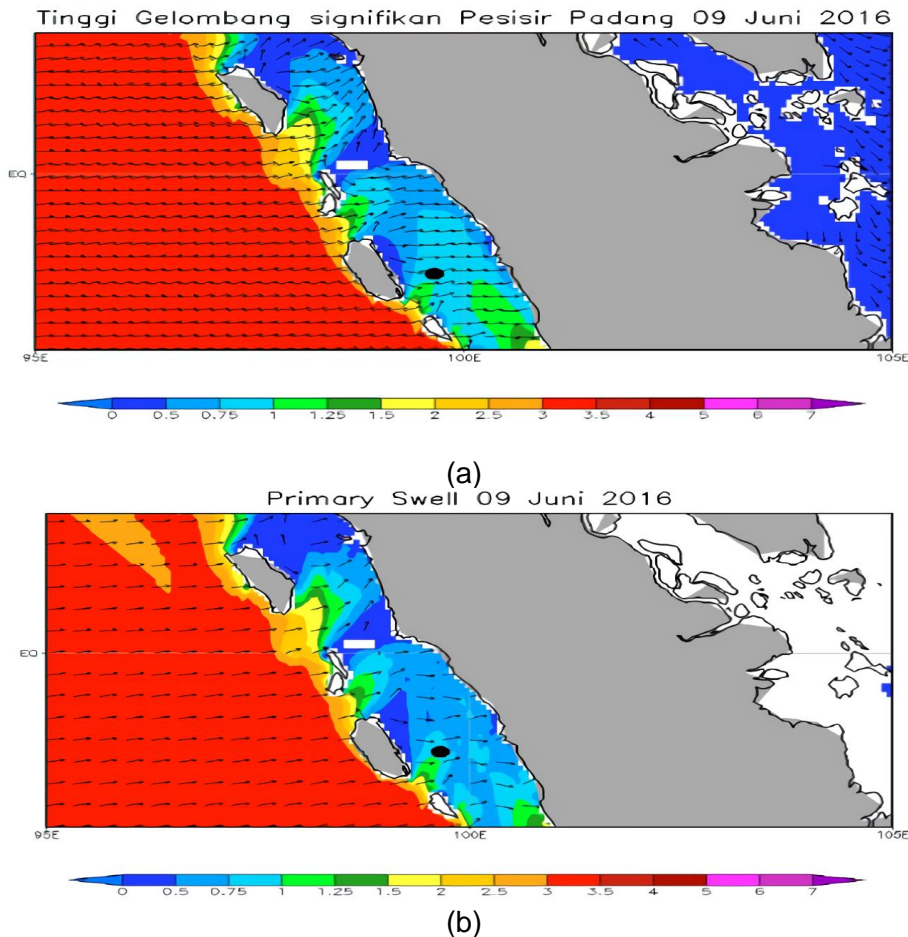 Tinggi Gelombang signifikan Pesisir Padang 09 Juni 2016
EQ
95E 100E 105E
0 0.5 0.75 1 1.25 1.5 2 2.5 3 3.5 4 5 6 7
(a)
Primary Swell 09 Juni 2016
EQ
95E 100E 105E
0 0.5 0.75 1 1.25 1.5 2 2.5 3 3.5 4 5 6 7
(b)